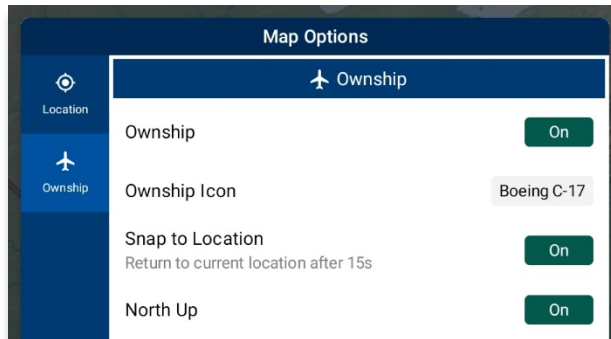 Map Options
Location
Ownship
Ownship
Ownship
On
Ownship Icon
Boeing C-17
Snap to Location
Return to current location after 15s
On
North Up
On